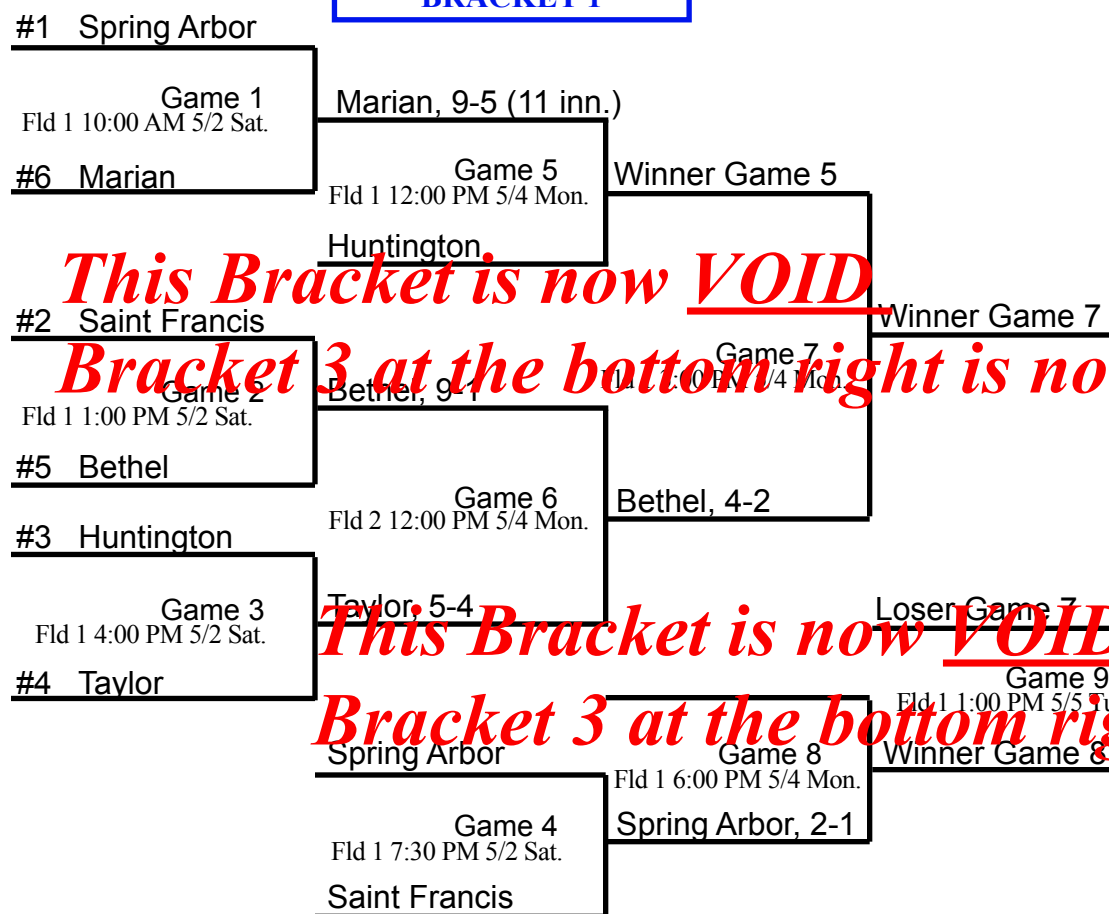 BRACKET 1
#1 Spring Arbor
Game 1
Fld 1 10:00 AM 5/2 Sat.
#6 Marian
Marian, 9-5 (11 inn.)
Game 5
Fld 1 12:00 PM 5/4 Mon.
Huntington
Winner Game 5
This Bracket is now VOID
#2 Saint Francis
Winner Game 7
Bracket 3 at the bottom right is no
Game 7
Game 2
Fld 1 1:00 PM 5/2 Sat.
Bethel, 9-1
#5 Bethel
Game 6
Fld 2 12:00 PM 5/4 Mon.
Bethel, 4-2
#3 Huntington
Game 3
Fld 1 4:00 PM 5/2 Sat.
#4 Taylor
Taylor, 5-4
Loser Game 7
This Bracket is now VOID
Game 9
Fld 1 1:00 PM 5/5
Bracket 3 at the bottom
Spring Arbor
Game 8
Fld 1 6:00 PM 5/4 Mon.
Winner Game 8
Spring Arbor, 2-1
Game 4
Fld 1 7:30 PM 5/2 Sat.
Saint Francis